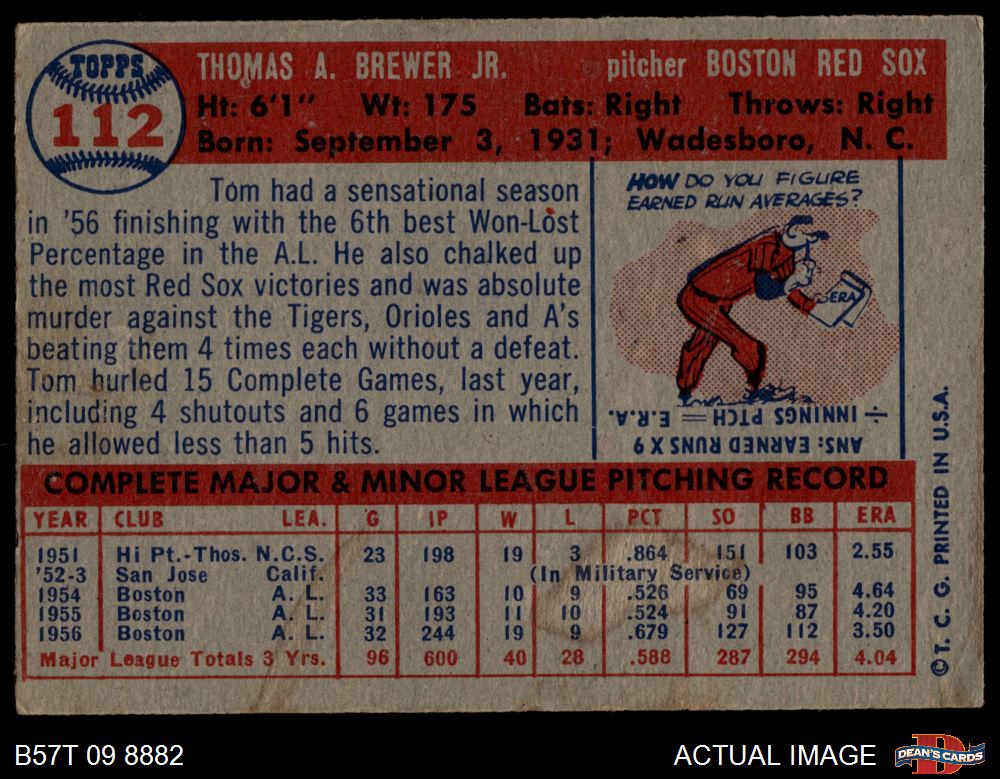 TOPPS
112
THOMAS A. BREWER JR. pitcher BOSTON RED SOX
Ht: 6'1" Wt: 175 Bats: Right Throws: Right
Born: September 3, 1931; Wadesboro, N. C.
Tom had a sensational season
in '56 finishing with the 6th best Won-Lost
Percentage in the A.L. He also chalked up
the most Red Sox victories and was absolute
murder against the Tigers, Orioles and A's
beating them 4 times each without a defeat.
Tom hurled 15 Complete Games, last year,
including 4 shutouts and 6 games in which
he allowed less than 5 hits.
HOW DO YOU FIGURE
EARNED RUN AVERAGES?
ERA
ANS: EARNED RUNS X 9
÷ INNINGS PTCH = E.R.A.
COMPLETE MAJOR & MINOR LEAGUE PITCHING RECORD
YEAR CLUB LEA. G IP W L PCT SO BB ERA
1951 Hi Pt.-Thos. N.C.S. 23 198 19 3 .864 151 103 2.55
'52-3 San Jose Calif. (In Military Service)
1954 Boston A. L. 33 163 10 9 .526 69 95 4.64
1955 Boston A. L. 31 193 11 10 .524 91 87 4.20
1956 Boston A. L. 32 244 19 9 .679 127 112 3.50
Major League Totals 3 Yrs. 96 600 40 28 .588 287 294 4.04
© T. C. G. PRINTED IN U.S.A.
B57T 09 8882
ACTUAL IMAGE
DEAN'S CARDS